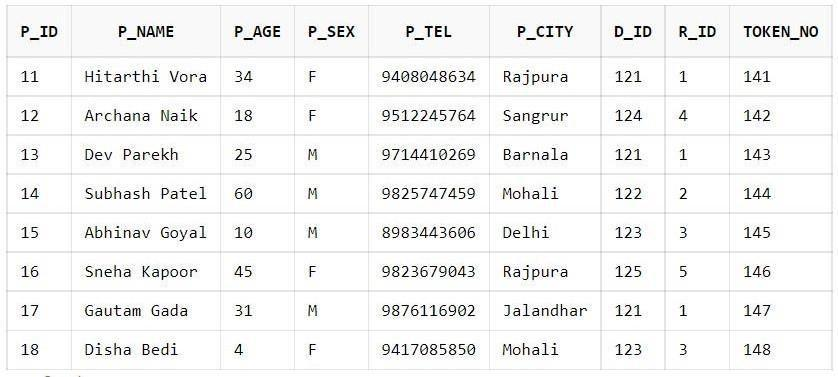 P_ID P_NAME P_AGE P_SEX P_TEL P_CITY D_ID R_ID TOKEN_NO
11 Hitarthi Vora 34 F 9408048634 Rajpura 121 1 141
12 Archana Naik 18 F 9512245764 Sangrur 124 4 142
13 Dev Parekh 25 M 9714410269 Barnala 121 1 143
14 Subhash Patel 60 M 9825747459 Mohali 122 2 144
15 Abhinav Goyal 10 M 8983443606 Delhi 123 3 145
16 Sneha Kapoor 45 F 9823679043 Rajpura 125 5 146
17 Gautam Gada 31 M 9876116902 Jalandhar 121 1 147
18 Disha Bedi 4 F 9417085850 Mohali 123 3 148